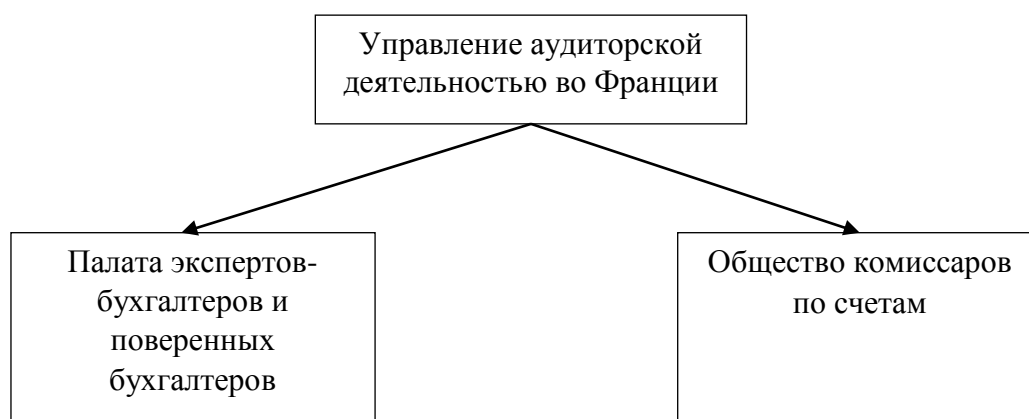 Управление аудиторской
деятельностью во Франции
Палата экспертов-
бухгалтеров и
поверенных
бухгалтеров
Общество комиссаров
по счетам